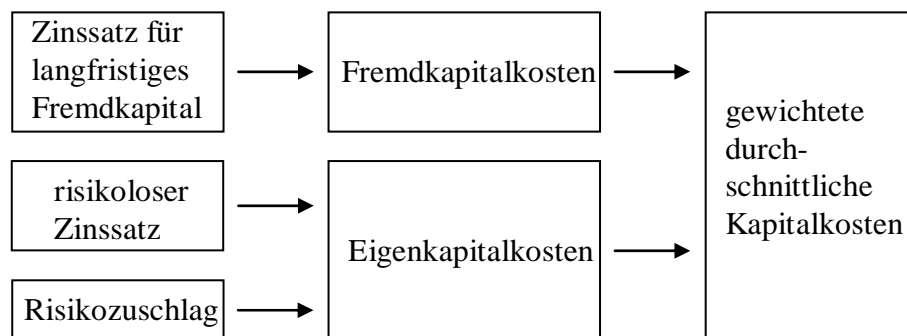 Zinssatz für
langfristiges
Fremdkapital
Fremdkapitalkosten
gewichtete
durch-
schnittliche
Kapitalkosten
risikoloser
Zinssatz
Eigenkapitalkosten
Risikozuschlag